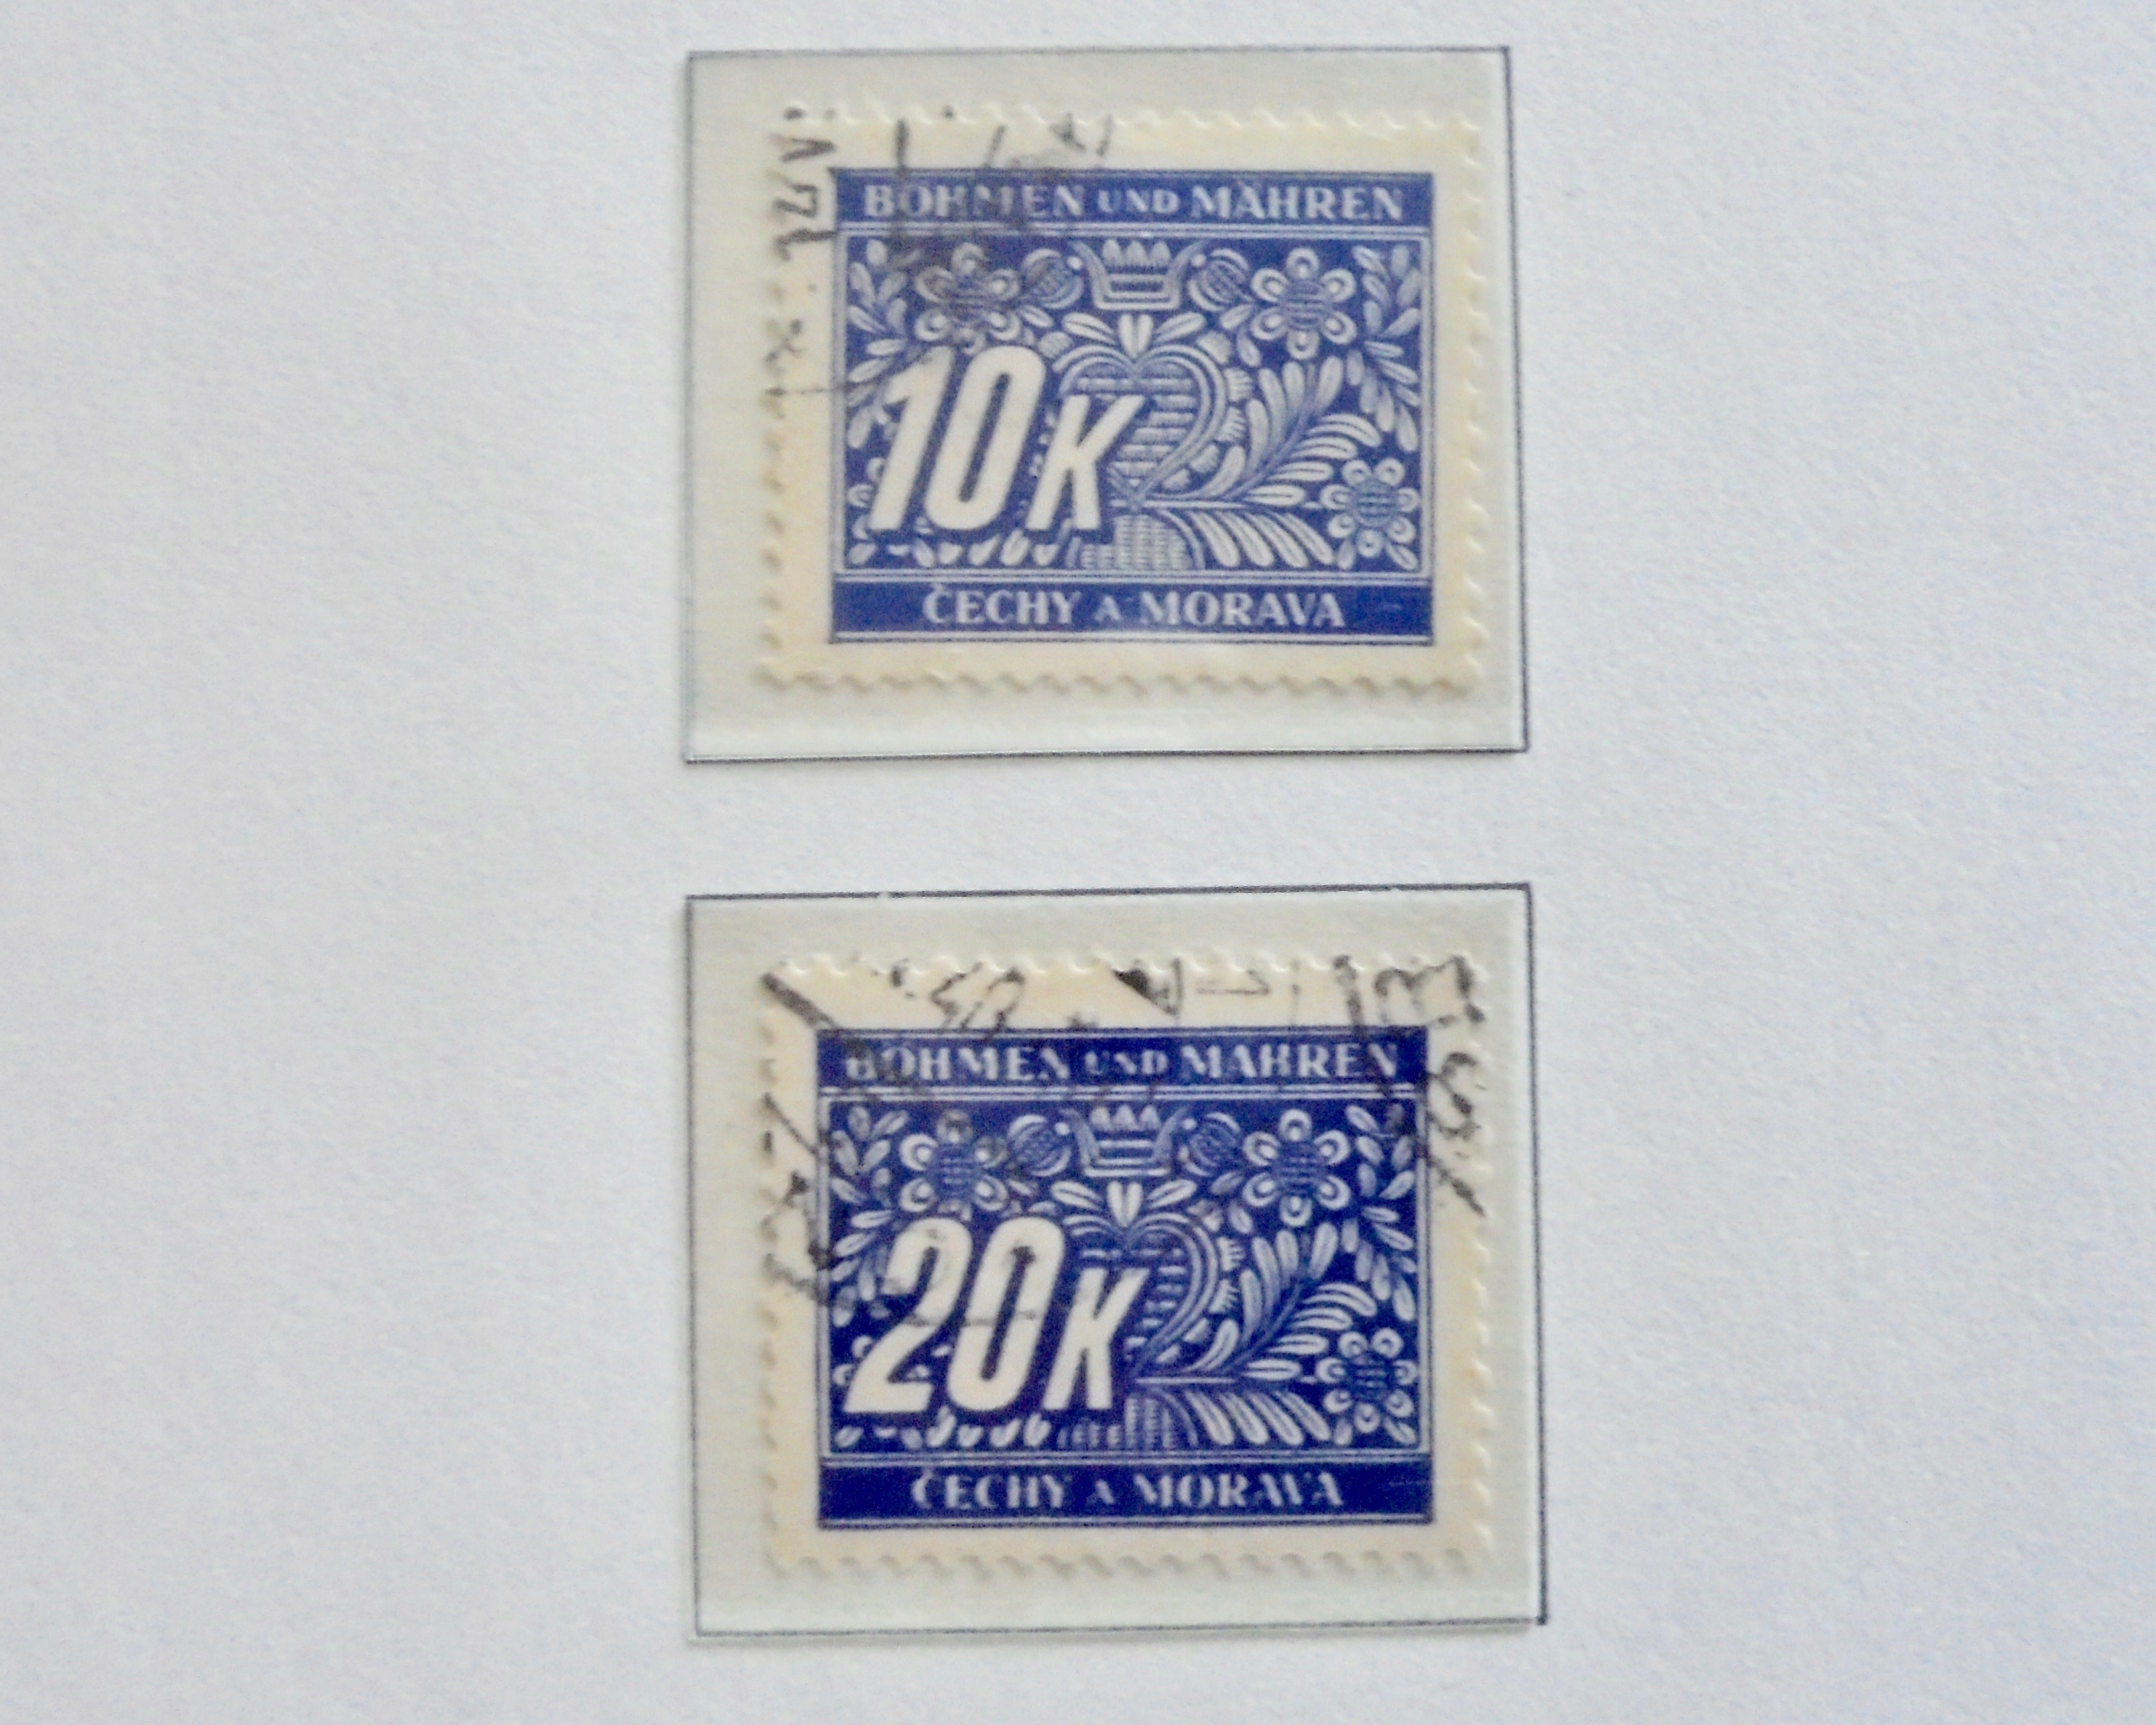 BÖHMEN UND MÄHREN
10K
ČECHY A MORAVA
BÖHMEN UND MÄHREN
20K
ČECHY A MORAVA